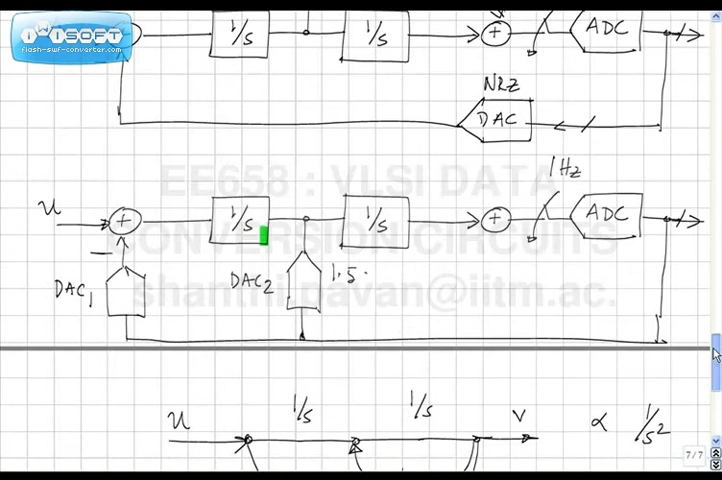 iWiSOFT
flash-swf-converter.com
1/S
1/S
+
ADC
NRZ
DAC
1Hz
EE658 : VLSI DATA
U
+
1/S
1/S
+
ADC
CONVERSION CIRCUITS
DAC1
DAC2
1.5
shanthi.pavan@iitm.ac.
1/S
1/S
U
V
∝ 1/S²
7/7